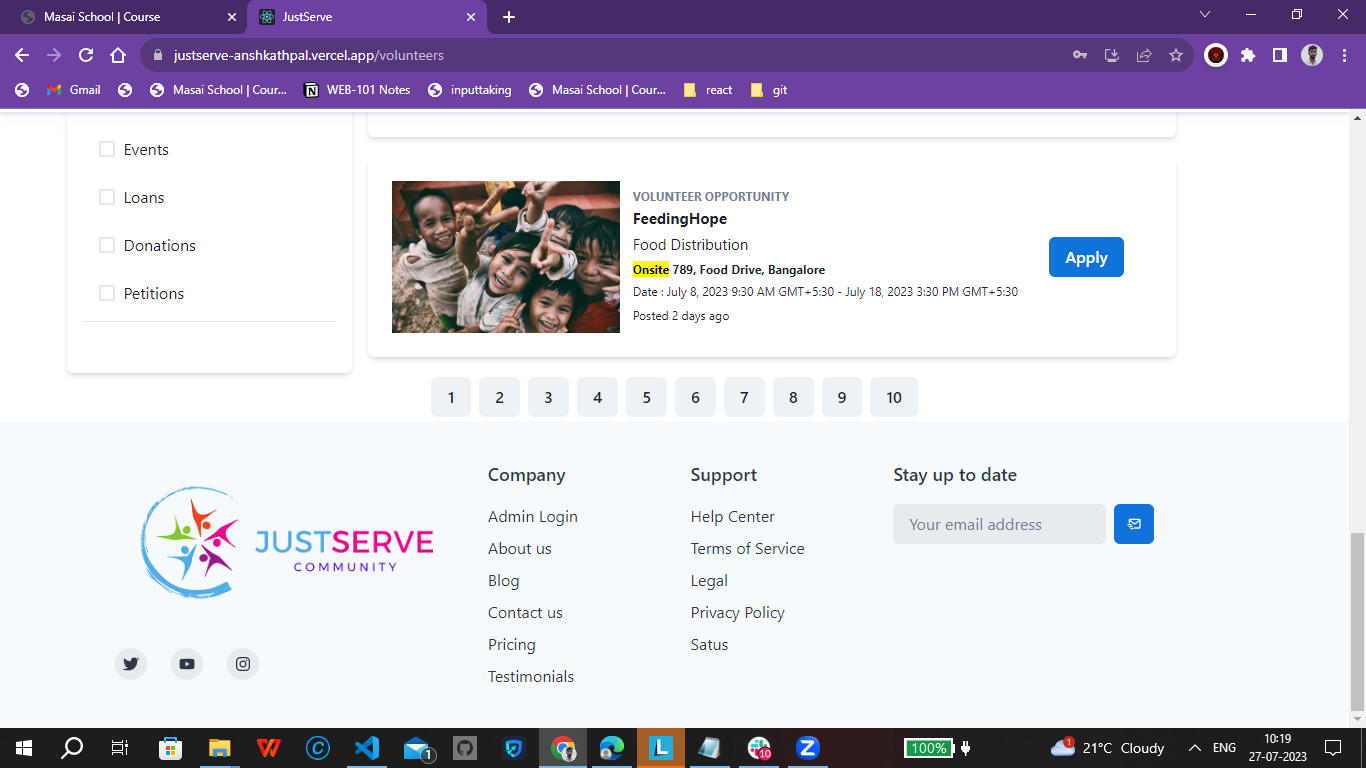 Masai School | Course
JustServe
justserve-anshkathpal.vercel.app/volunteers
Gmail
Masai School | Cour...
WEB-101 Notes
inputtaking
Masai School | Cour...
react
git
Events
Loans
Donations
Petitions
VOLUNTEER OPPORTUNITY
FeedingHope
Food Distribution
Onsite 789, Food Drive, Bangalore
Date : July 8, 2023 9:30 AM GMT+5:30 - July 18, 2023 3:30 PM GMT+5:30
Posted 2 days ago
Apply
1 2 3 4 5 6 7 8 9 10
JUSTSERVE
COMMUNITY
Company
Admin Login
About us
Blog
Contact us
Pricing
Testimonials
Support
Help Center
Terms of Service
Legal
Privacy Policy
Satus
Stay up to date
Your email address
1
L
10
Z
100%
1
21°C Cloudy
ENG
10:19
27-07-2023